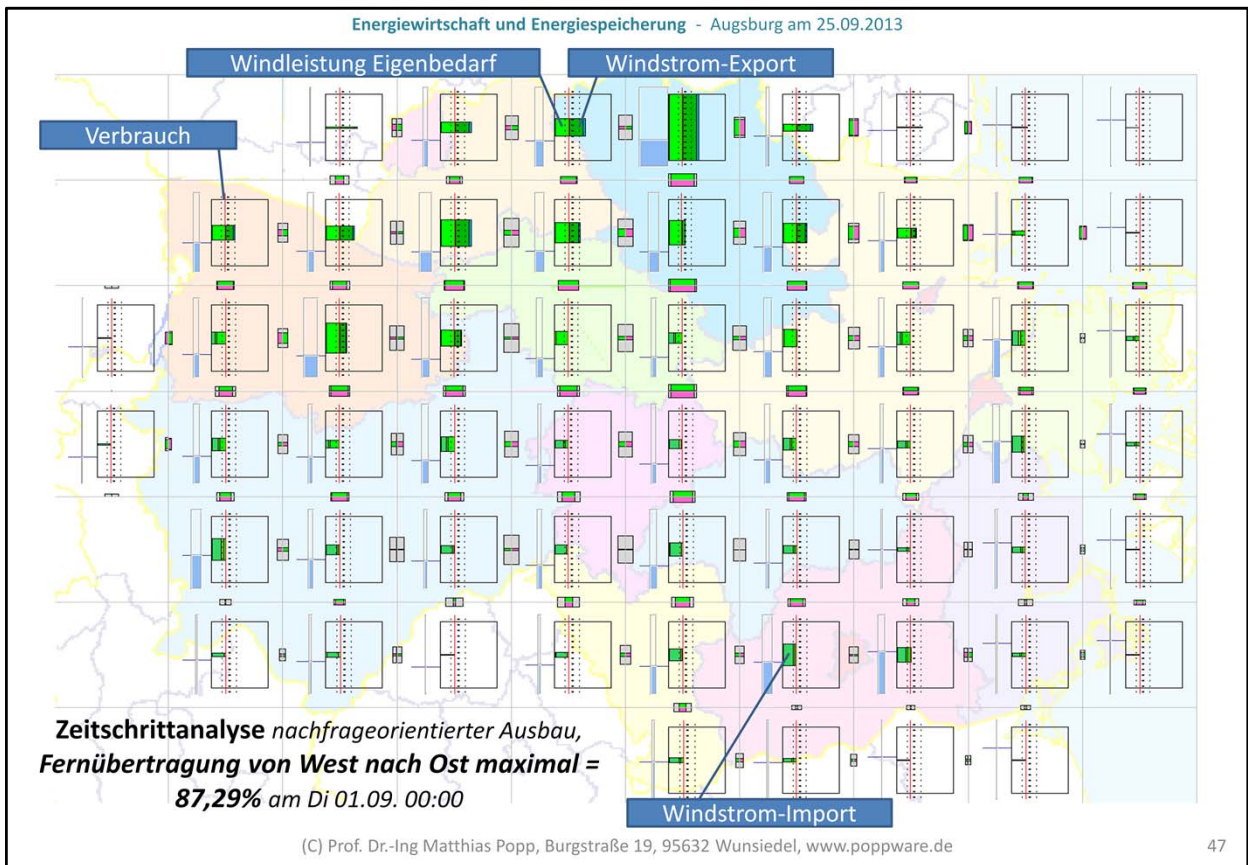 Energiewirtschaft und Energiespeicherung - Augsburg am 25.09.2013
Windleistung Eigenbedarf
Windstrom-Export
Verbrauch
Zeitschrittanalyse nachfrageorientierter Ausbau,
Fernübertragung von West nach Ost maximal =
87,29% am Di 01.09. 00:00
Windstrom-Import
(C) Prof. Dr.-Ing Matthias Popp, Burgstraße 19, 95632 Wunsiedel, www.poppware.de
47